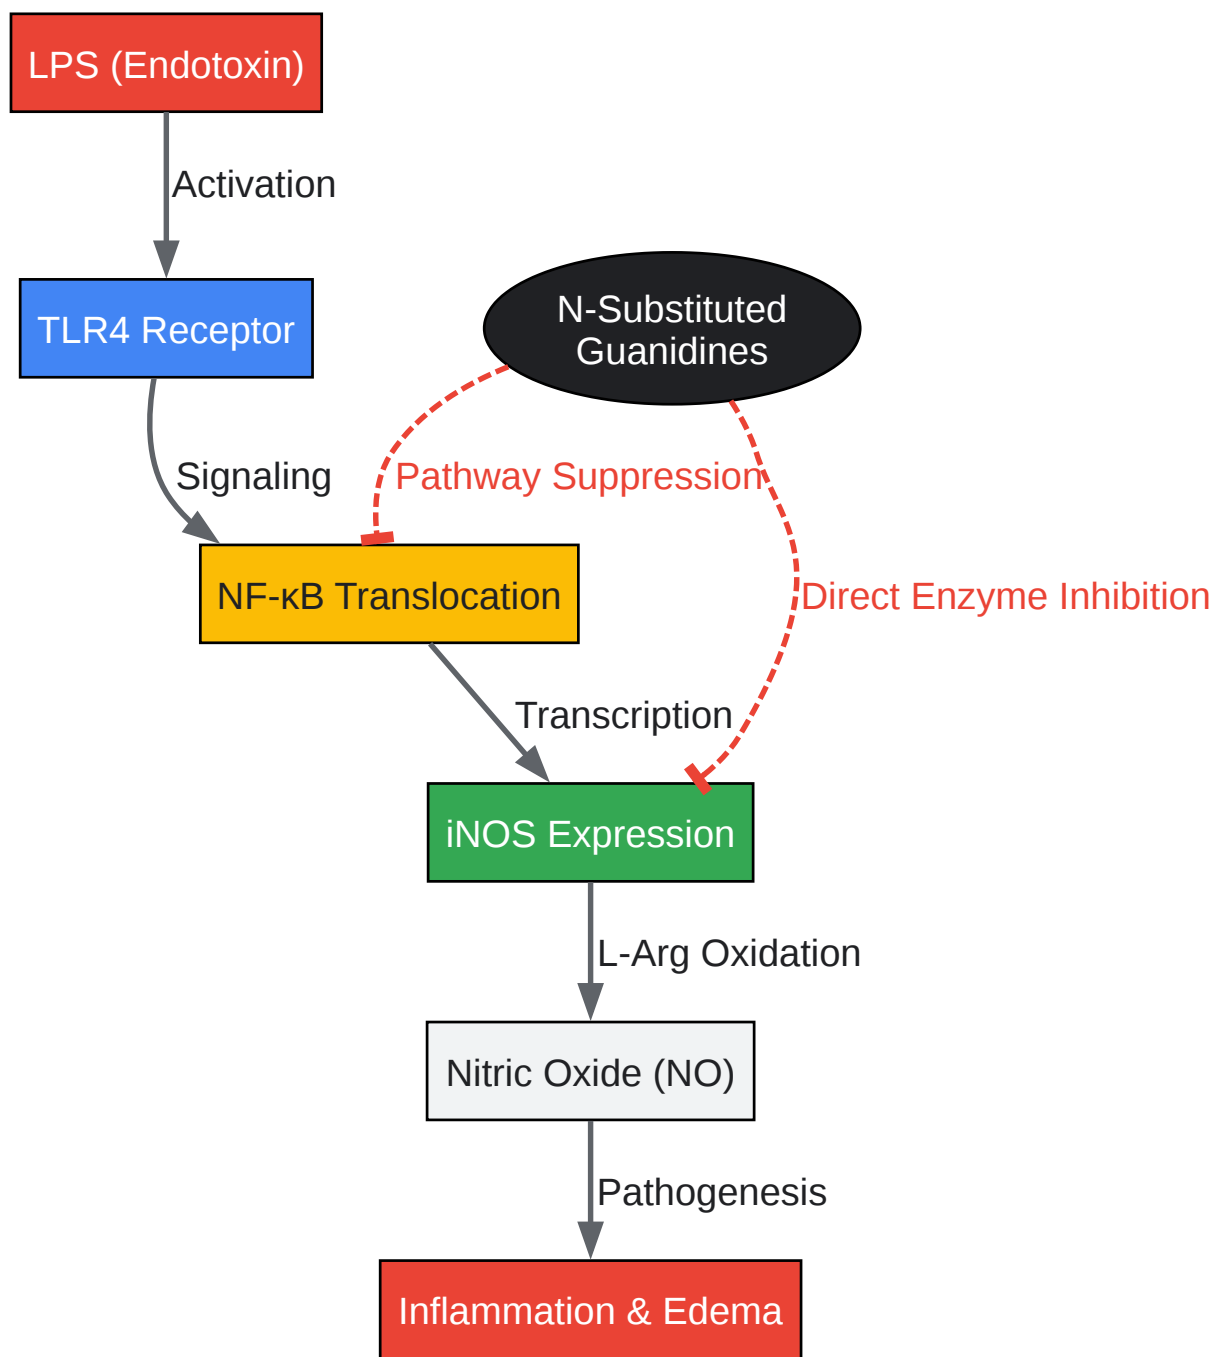 LPS (Endotoxin)
Activation
TLR4 Receptor
N-Substituted
Guanidines
Signaling
Pathway Suppression
NF-κB Translocation
Direct Enzyme Inhibition
Transcription
iNOS Expression
L-Arg Oxidation
Nitric Oxide (NO)
Pathogenesis
Inflammation & Edema